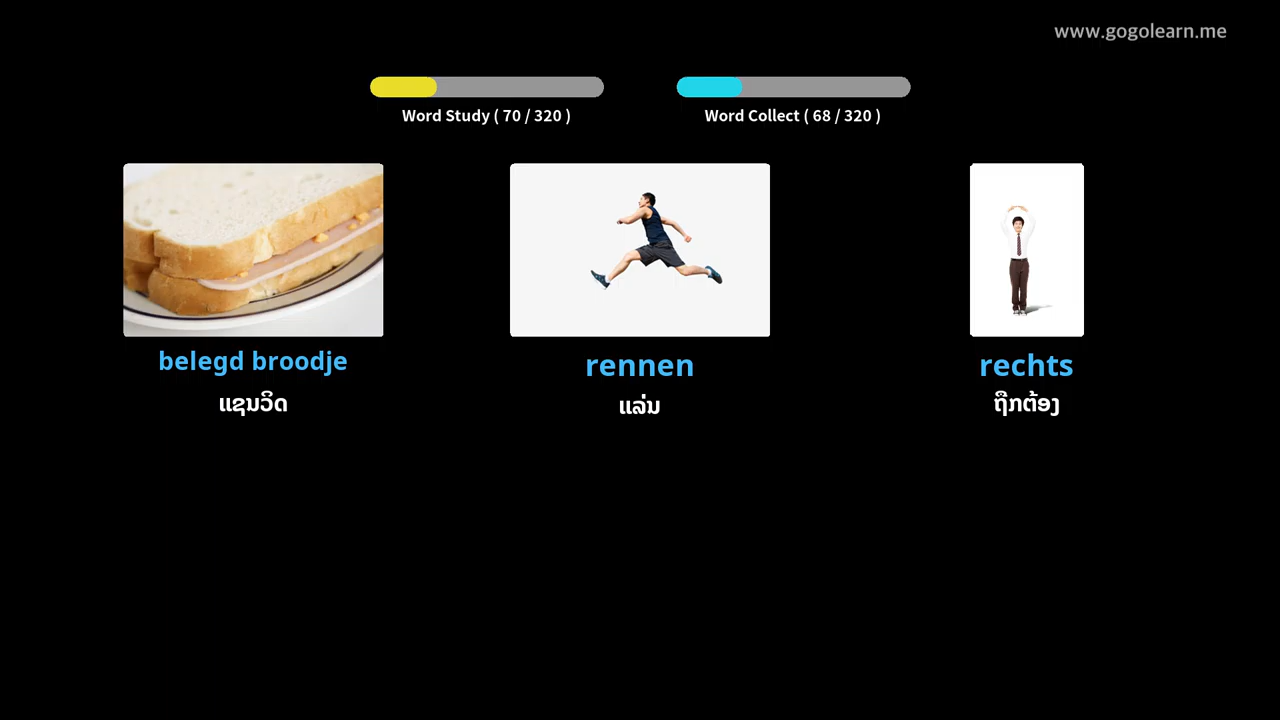 www.gogolearn.me
Word Study ( 70 / 320 )
Word Collect ( 68 / 320 )
belegd broodje
rennen
rechts
ແຊນວິດ
ແລ່ນ
ຖືກຕ້ອງ